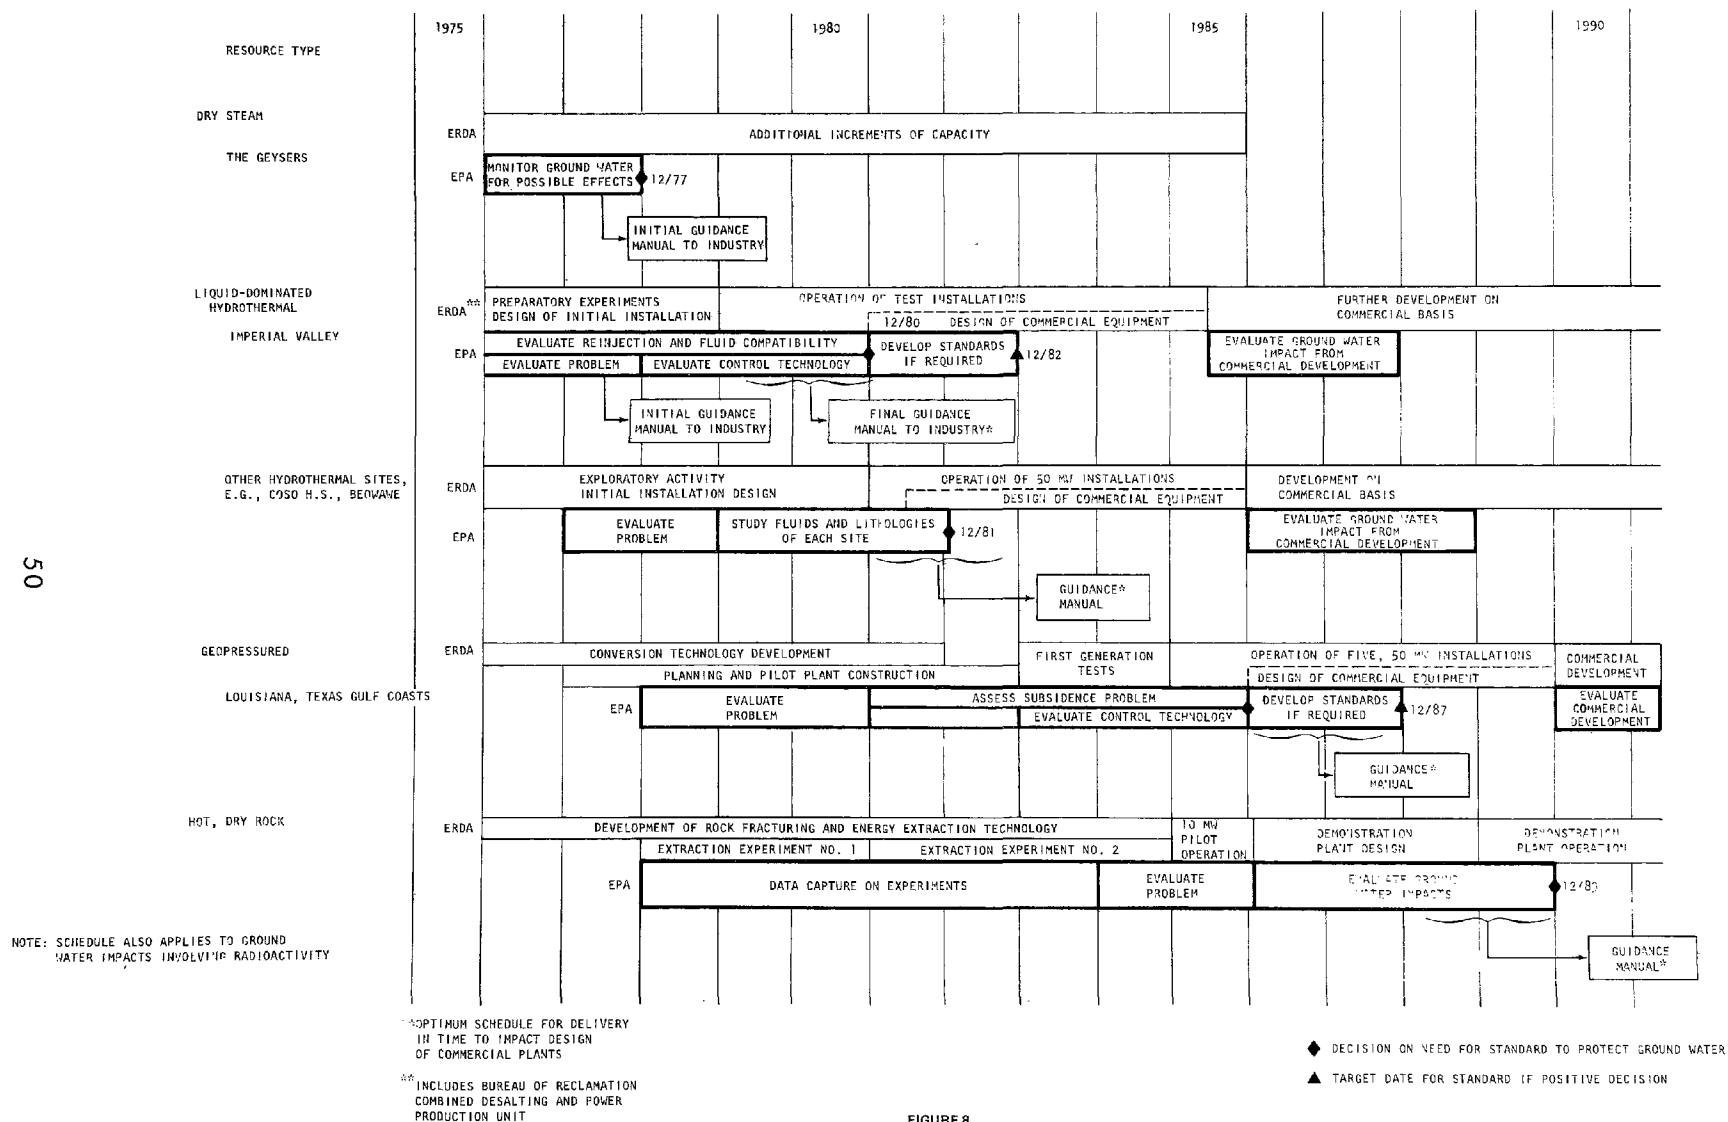 1975 1980 1985 1990
RESOURCE TYPE
DRY STEAM
ERDA ADDITIONAL INCREMENTS OF CAPACITY
THE GEYSERS
EPA
MONITOR GROUND WATER
FOR POSSIBLE EFFECTS
12/77
INITIAL GUIDANCE
MANUAL TO INDUSTRY
LIQUID-DOMINATED
HYDROTHERMAL
ERDA**
PREPARATORY EXPERIMENTS
DESIGN OF INITIAL INSTALLATION
OPERATION OF TEST INSTALLATIONS
12/80 DESIGN OF COMMERCIAL EQUIPMENT
FURTHER DEVELOPMENT ON
COMMERCIAL BASIS
IMPERIAL VALLEY
EPA
EVALUATE REINJECTION AND FLUID COMPATIBILITY
EVALUATE PROBLEM
EVALUATE CONTROL TECHNOLOGY
DEVELOP STANDARDS
IF REQUIRED
12/82
EVALUATE GROUND WATER
IMPACT FROM
COMMERCIAL DEVELOPMENT
INITIAL GUIDANCE
MANUAL TO INDUSTRY
FINAL GUIDANCE
MANUAL TO INDUSTRY*
OTHER HYDROTHERMAL SITES,
E.G., COSO H.S., BEOWAWE
ERDA
EXPLORATORY ACTIVITY
INITIAL INSTALLATION DESIGN
OPERATION OF 50 MW INSTALLATIONS
DESIGN OF COMMERCIAL EQUIPMENT
DEVELOPMENT ON
COMMERCIAL BASIS
EPA
EVALUATE
PROBLEM
STUDY FLUIDS AND LITHOLOGIES
OF EACH SITE
12/81
EVALUATE GROUND WATER
IMPACT FROM
COMMERCIAL DEVELOPMENT
GUIDANCE*
MANUAL
GEOPRESSURED
ERDA
CONVERSION TECHNOLOGY DEVELOPMENT
PLANNING AND PILOT PLANT CONSTRUCTION
FIRST GENERATION
TESTS
OPERATION OF FIVE, 50 MW INSTALLATIONS
DESIGN OF COMMERCIAL EQUIPMENT
COMMERCIAL
DEVELOPMENT
LOUISIANA, TEXAS GULF COASTS
EPA
EVALUATE
PROBLEM
ASSESS SUBSIDENCE PROBLEM
EVALUATE CONTROL TECHNOLOGY
DEVELOP STANDARDS
IF REQUIRED
12/87
EVALUATE
COMMERCIAL
DEVELOPMENT
GUIDANCE*
MANUAL
HOT, DRY ROCK
ERDA
DEVELOPMENT OF ROCK FRACTURING AND ENERGY EXTRACTION TECHNOLOGY
EXTRACTION EXPERIMENT NO. 1
EXTRACTION EXPERIMENT NO. 2
10 MW
PILOT
OPERATION
DEMONSTRATION
PLANT DESIGN
DEMONSTRATION
PLANT OPERATION
EPA
DATA CAPTURE ON EXPERIMENTS
EVALUATE
PROBLEM
EVALUATE GROUND
WATER IMPACTS
GUIDANCE
MANUAL*
NOTE: SCHEDULE ALSO APPLIES TO GROUND
WATER IMPACTS INVOLVING RADIOACTIVITY
*OPTIMUM SCHEDULE FOR DELIVERY
IN TIME TO IMPACT DESIGN
OF COMMERCIAL PLANTS
**INCLUDES BUREAU OF RECLAMATION
COMBINED DESALTING AND POWER
PRODUCTION UNIT
◆ DECISION ON NEED FOR STANDARD TO PROTECT GROUND WATER
▲ TARGET DATE FOR STANDARD IF POSITIVE DECISION
FIGURE 8
50